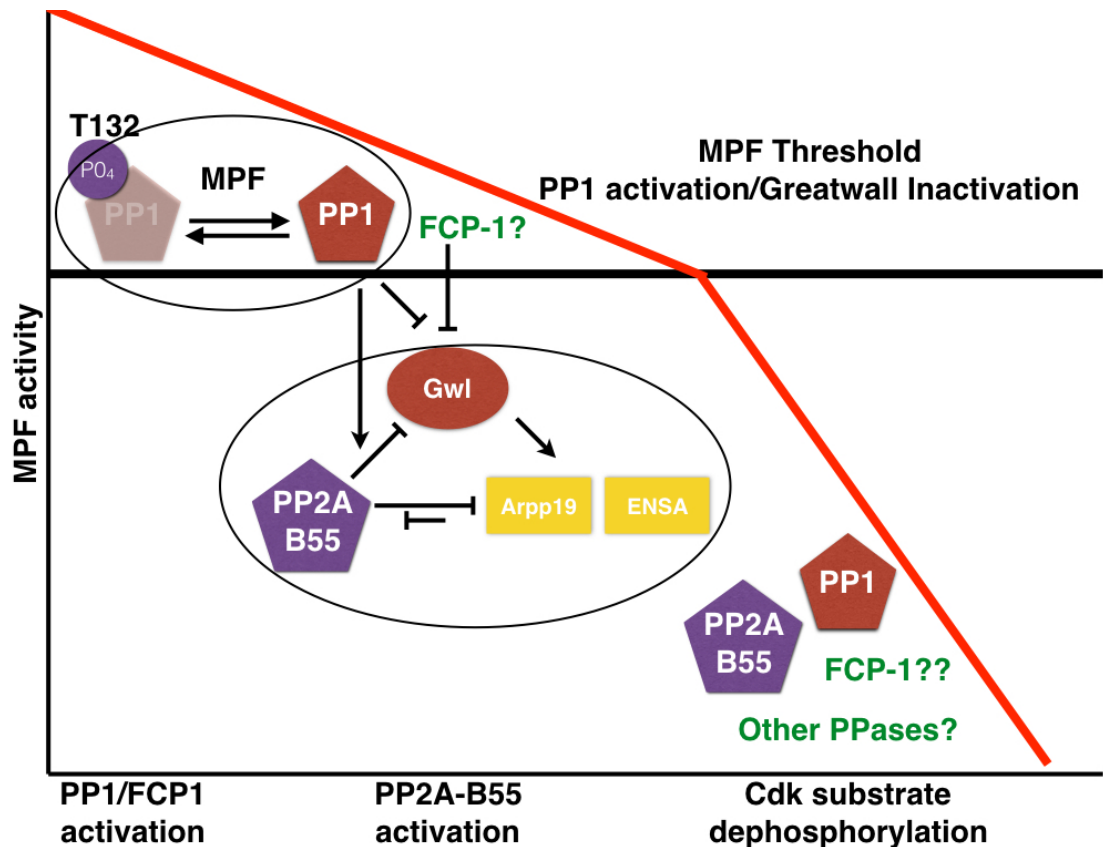 T132
PO₄
PP1
MPF
PP1
FCP-1?
MPF Threshold
PP1 activation/Greatwall Inactivation
MPF activity
Gwl
PP2A
B55
Arpp19
ENSA
PP1
PP2A
B55
FCP-1??
Other PPases?
PP1/FCP1
activation
PP2A-B55
activation
Cdk substrate
dephosphorylation